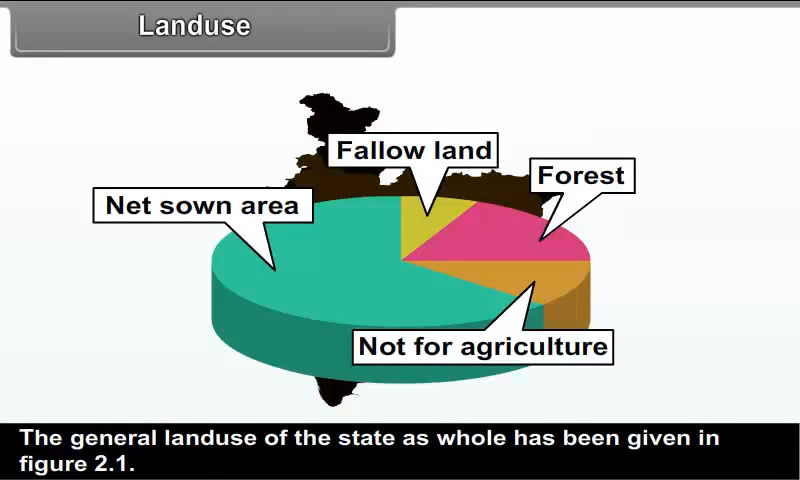 Landuse
Fallow land
Forest
Net sown area
Not for agriculture
The general landuse of the state as whole has been given in
figure 2.1.